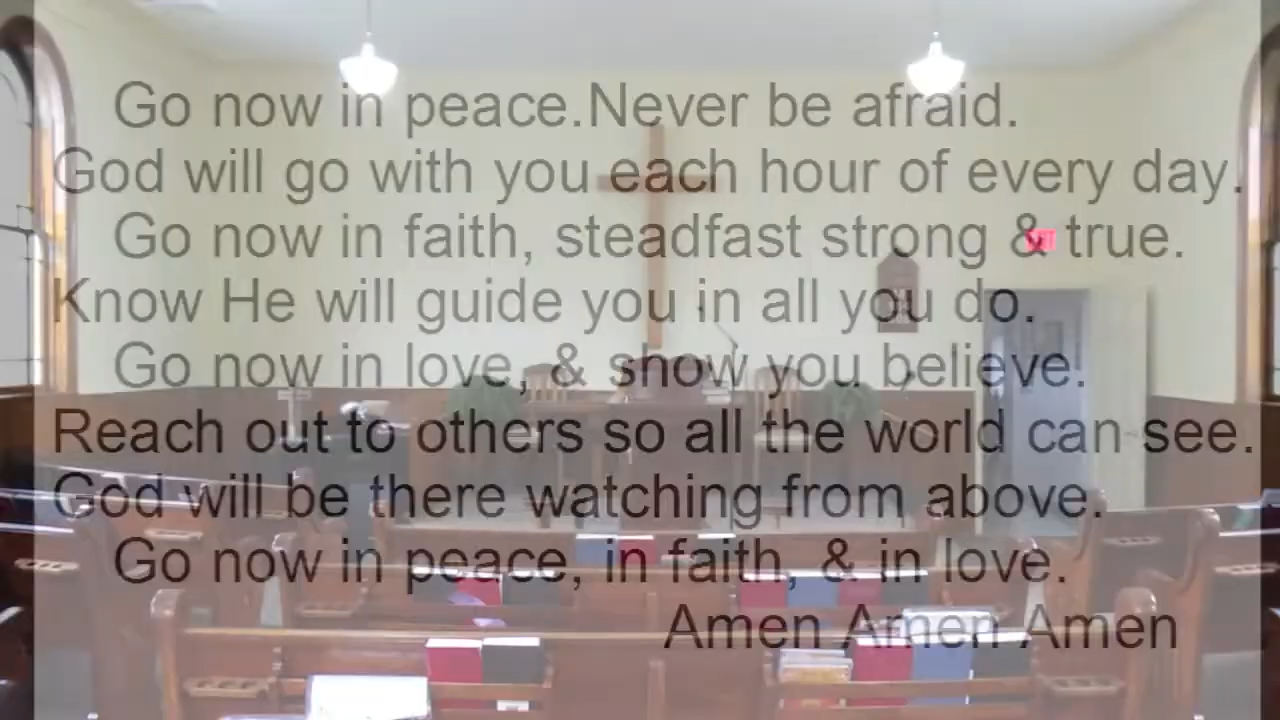 Go now in peace.Never be afraid.
God will go with you each hour of every day.
Go now in faith, steadfast strong & true.
Know He will guide you in all you do.
Go now in love, & show you believe.
Reach out to others so all the world can see.
God will be there watching from above.
Go now in peace, in faith, & in love.
Amen Amen Amen